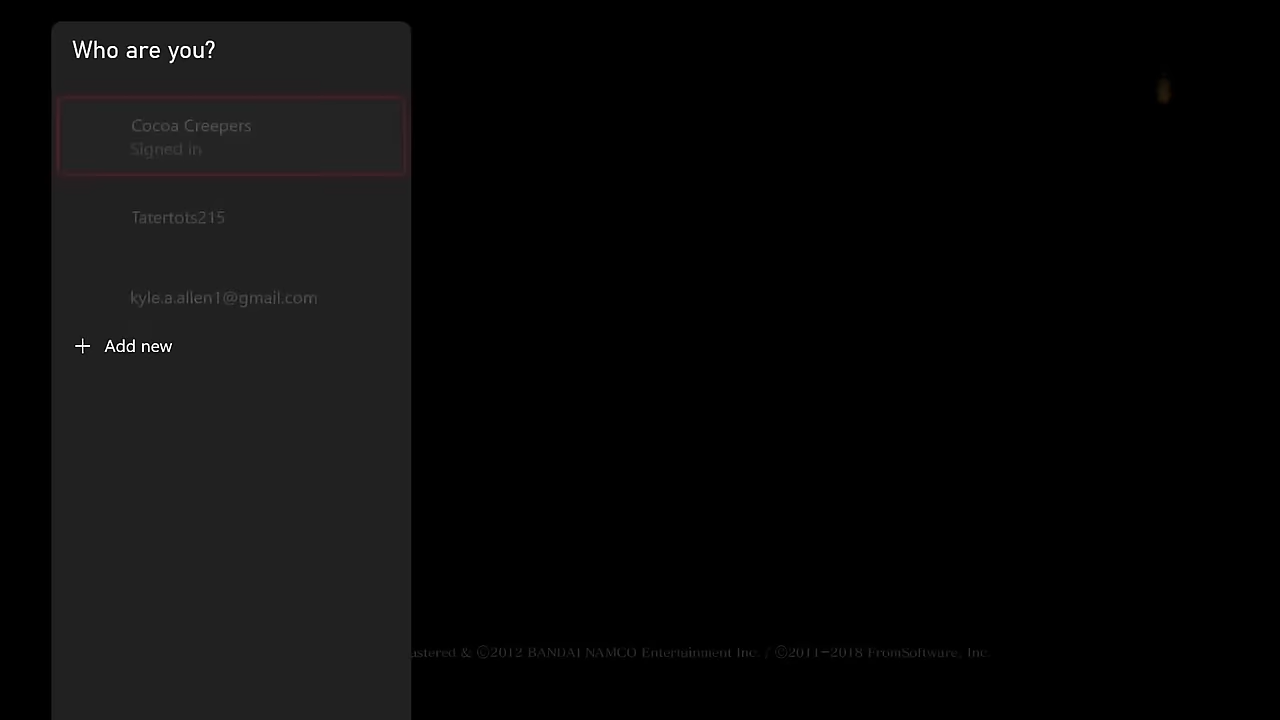 Who are you?
Cocoa Creepers
Signed in
Tatertots215
kyle.a.allen1@gmail.com
+ Add new
& ©2012 BANDAI NAMCO Entertainment Inc. / ©2011-2018 FromSoftware, Inc.